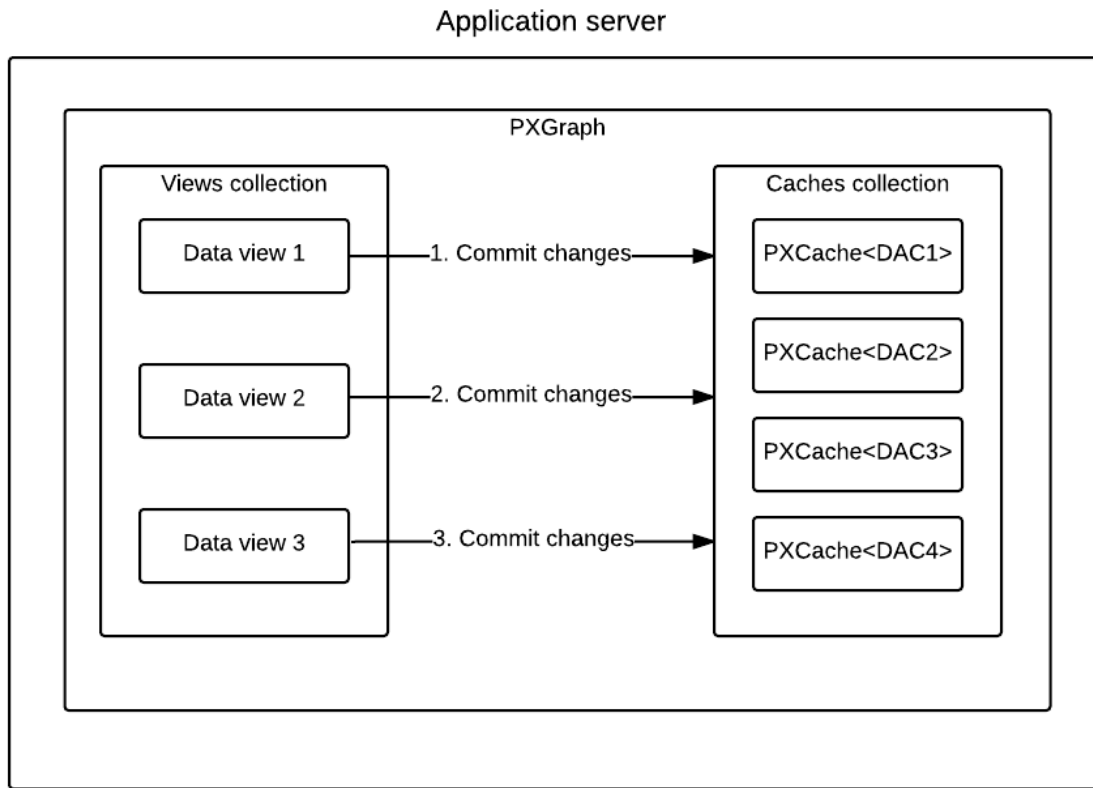 Application server
PXGraph
Views collection
Caches collection
Data view 1
1. Commit changes
PXCache<DAC1>
PXCache<DAC2>
Data view 2
2. Commit changes
PXCache<DAC3>
Data view 3
3. Commit changes
PXCache<DAC4>